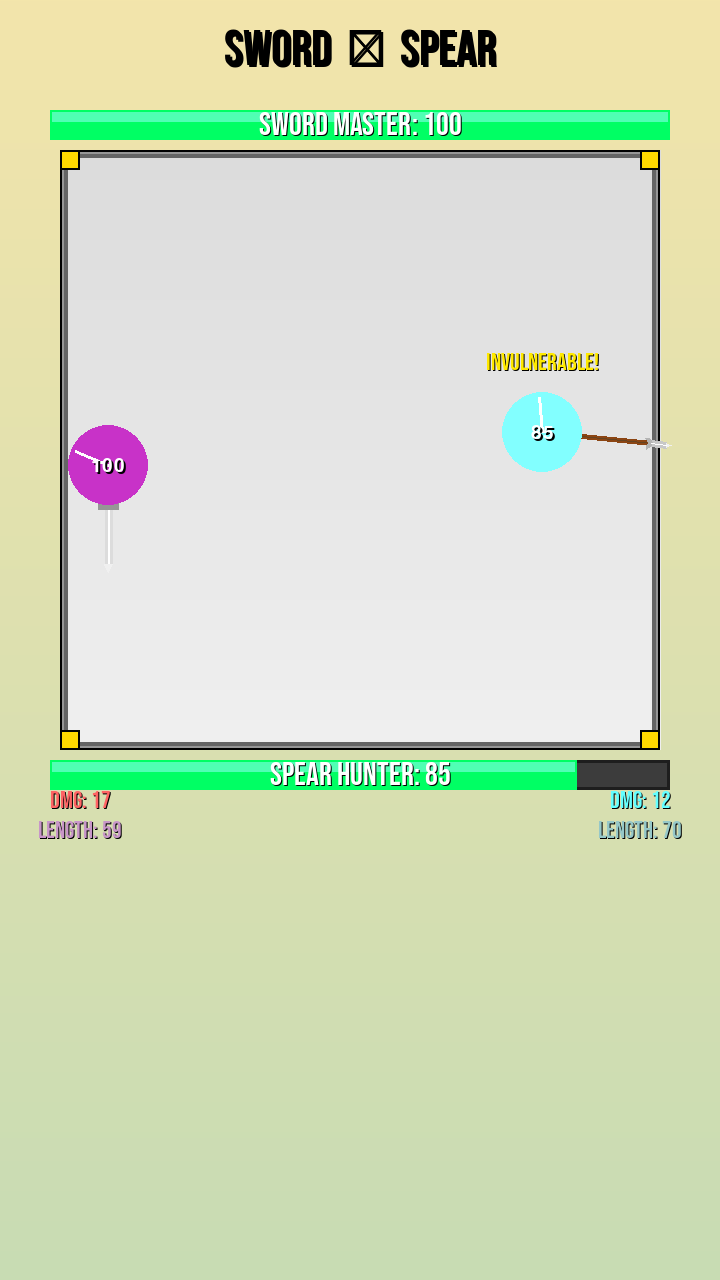 SWORD ☒ SPEAR
SWORD MASTER: 100
INVULNERABLE!
85
100
SPEAR HUNTER: 85
DMG: 17 DMG: 12
LENGTH: 59 LENGTH: 70